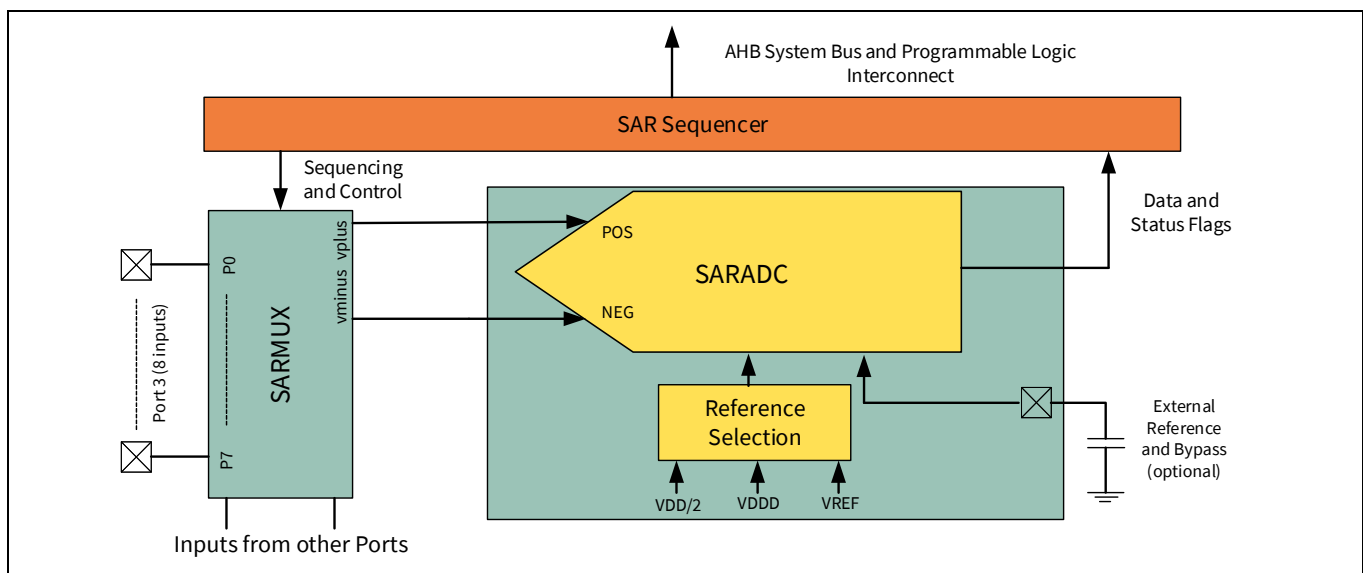 AHB System Bus and Programmable Logic
Interconnect
SAR Sequencer
Sequencing
and Control
Data and
Status Flags
P0
P7
Port 3 (8 inputs)
SARMUX
vplus
vminus
POS
NEG
SARADC
Reference
Selection
VDD/2
VDDD
VREF
External
Reference
and Bypass
(optional)
Inputs from other Ports